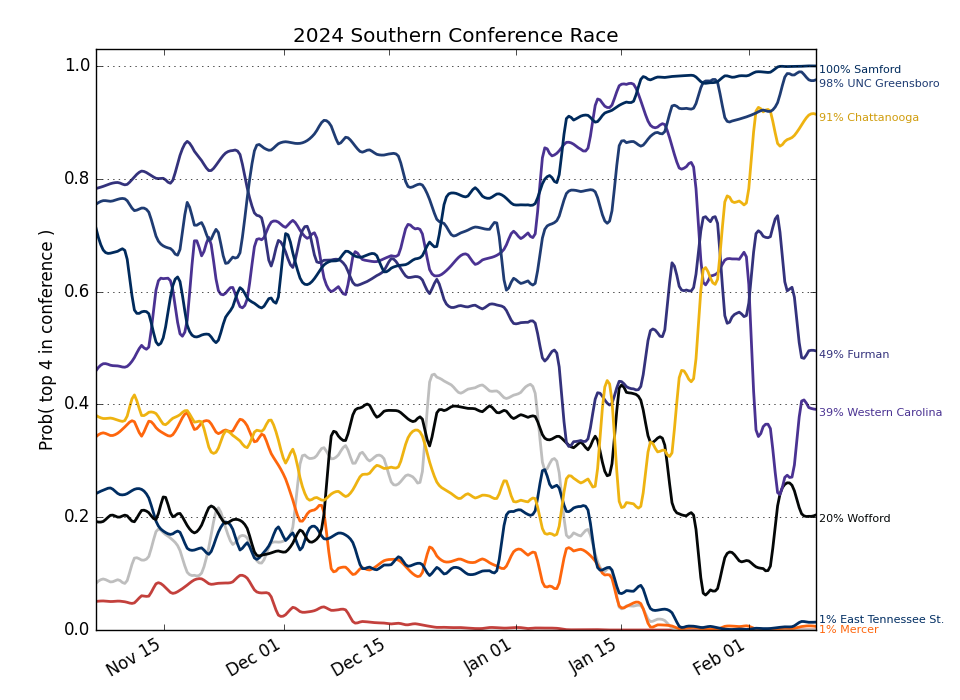 2024 Southern Conference Race
Prob( top 4 in conference )
1.0
0.8
0.6
0.4
0.2
0.0
Nov 15
Dec 01
Dec 15
Jan 01
Jan 15
Feb 01
100% Samford
98% UNC Greensboro
91% Chattanooga
49% Furman
39% Western Carolina
20% Wofford
1% East Tennessee St.
1% Mercer